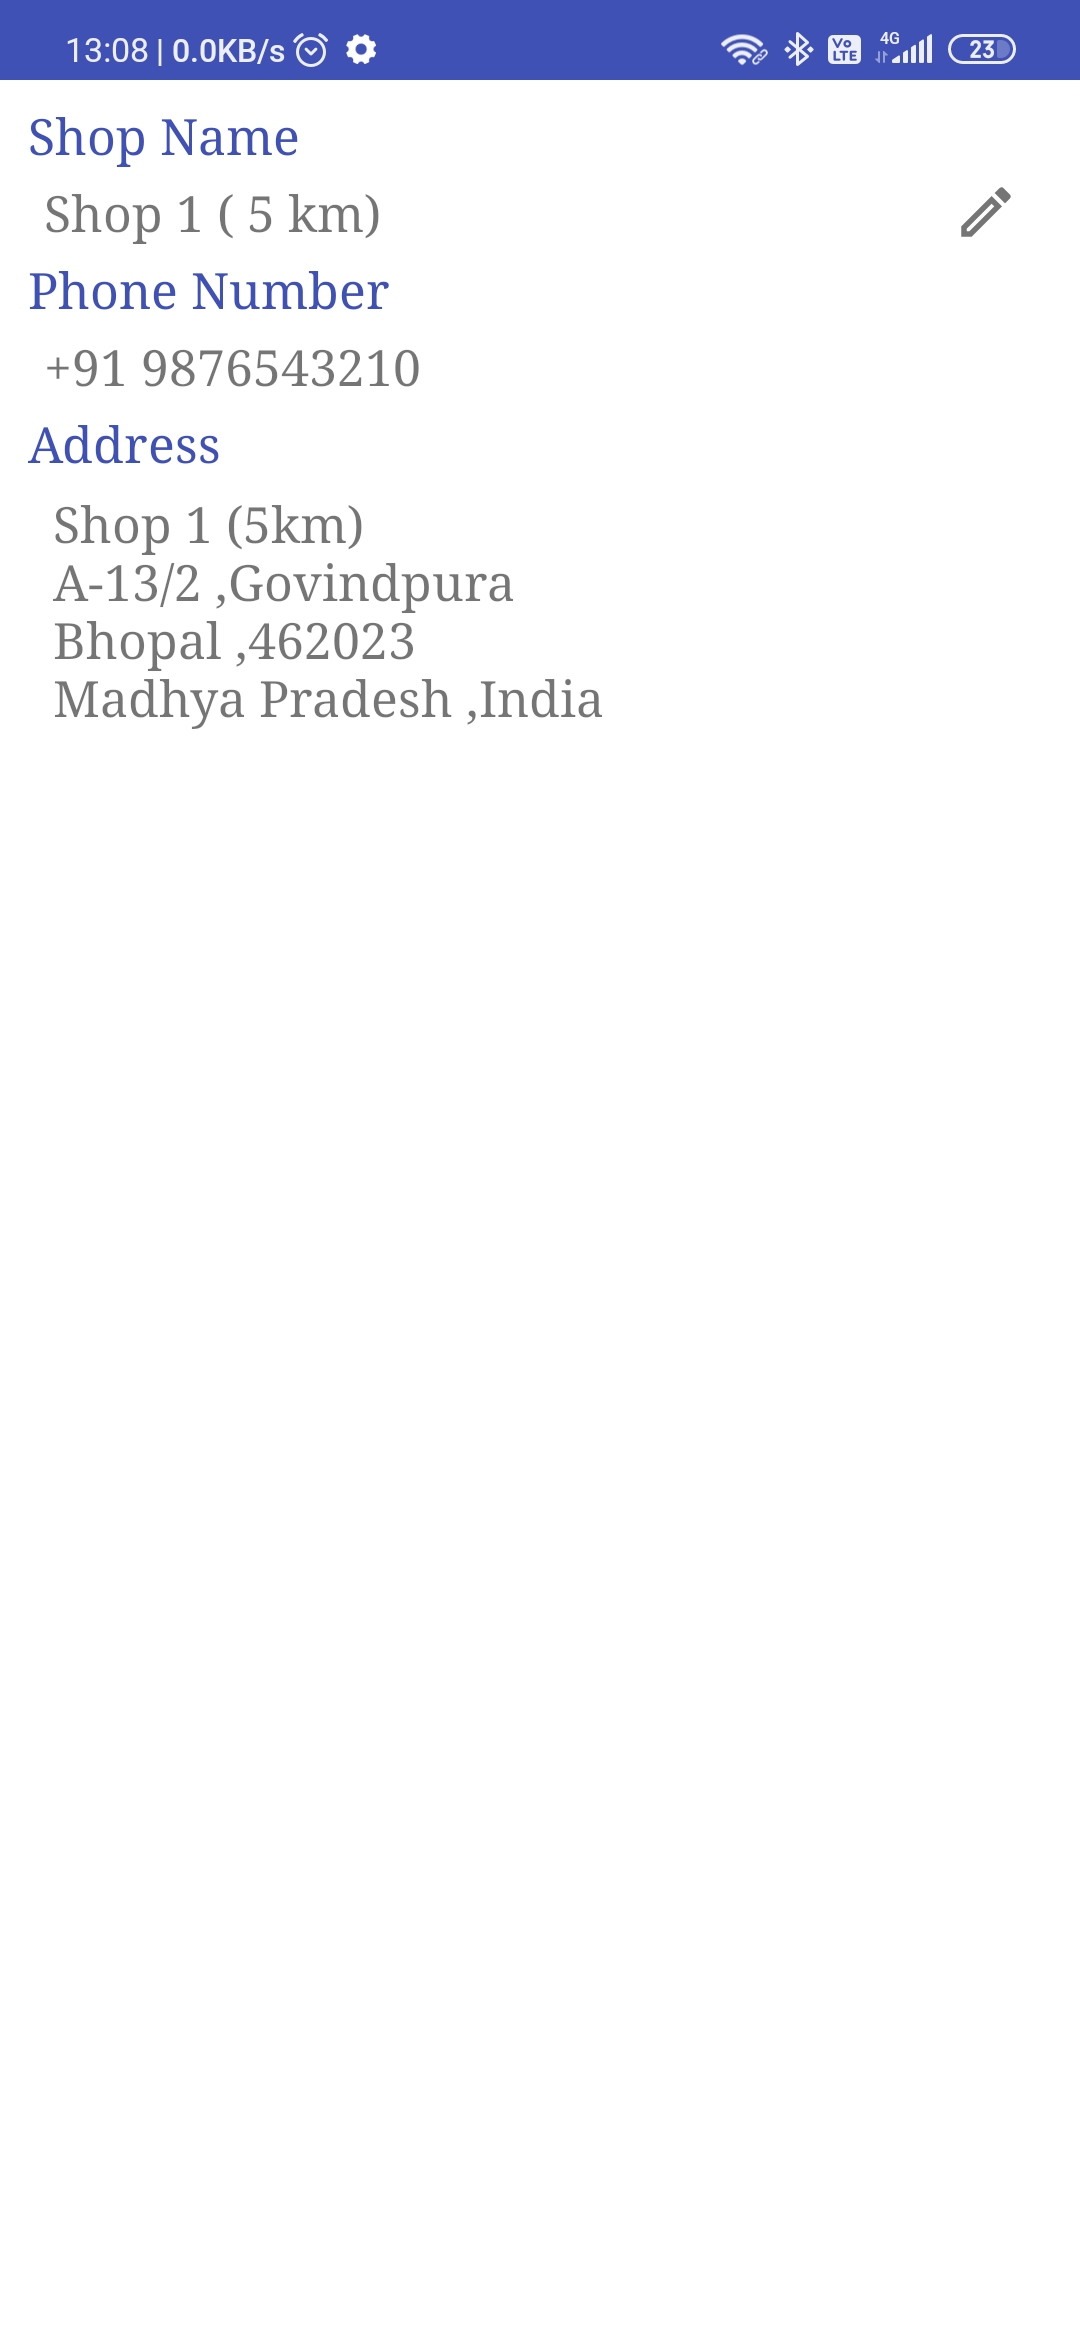 13:08 | 0.0KB/s Vo LTE 4G 23
Shop Name
Shop 1 ( 5 km)
Phone Number
+91 9876543210
Address
Shop 1 (5km)
A-13/2 ,Govindpura
Bhopal ,462023
Madhya Pradesh ,India